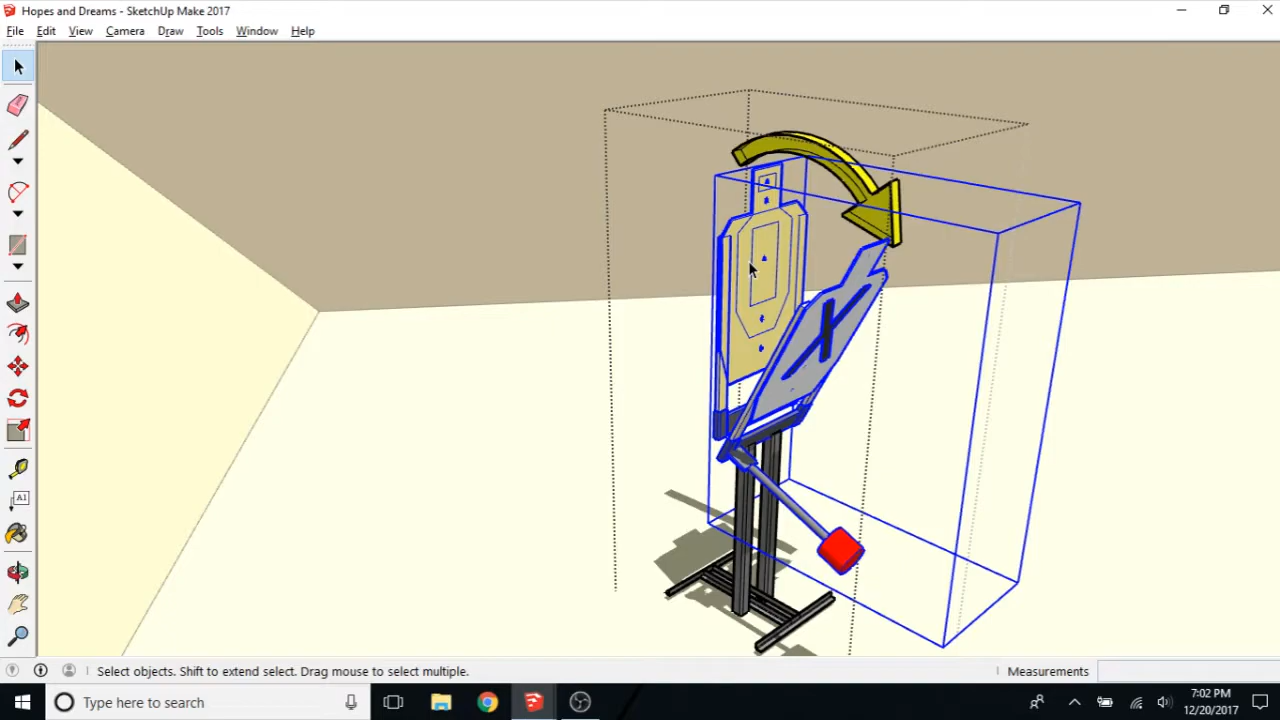 Hopes and Dreams - SketchUp Make 2017
File Edit View Camera Draw Tools Window Help
AI
Select objects. Shift to extend select. Drag mouse to select multiple.
Measurements
Type here to search
7:02 PM
12/20/2017